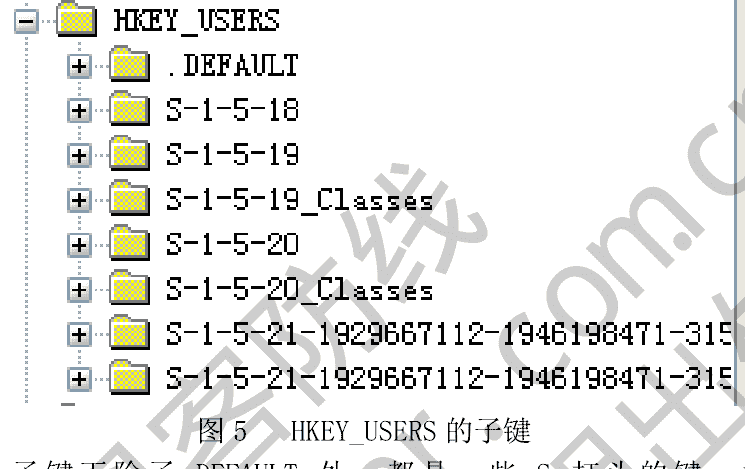 HKEY_USERS
.DEFAULT
S-1-5-18
S-1-5-19
S-1-5-19_Classes
S-1-5-20
S-1-5-20_Classes
S-1-5-21-1929667112-1946198471-315
S-1-5-21-1929667112-1946198471-315
图 5 HKEY_USERS 的子键